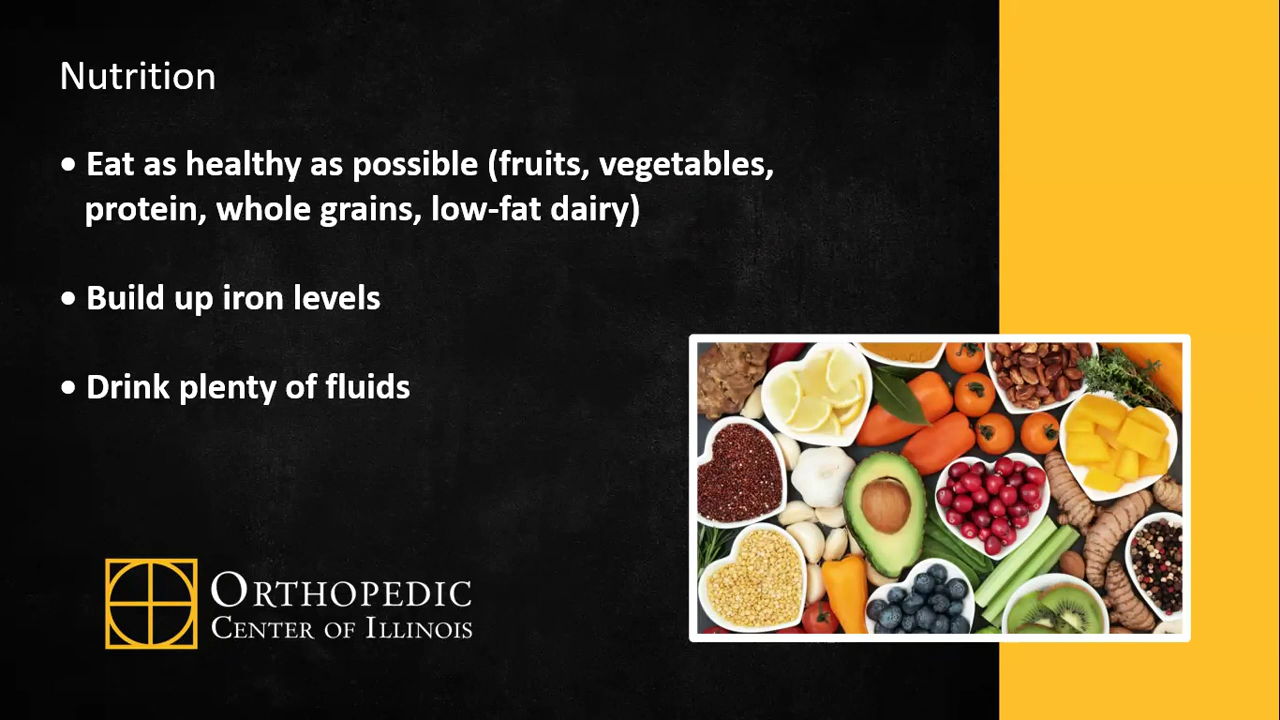 Nutrition
• Eat as healthy as possible (fruits, vegetables,
protein, whole grains, low-fat dairy)
• Build up iron levels
• Drink plenty of fluids
ORTHOPEDIC
CENTER OF ILLINOIS